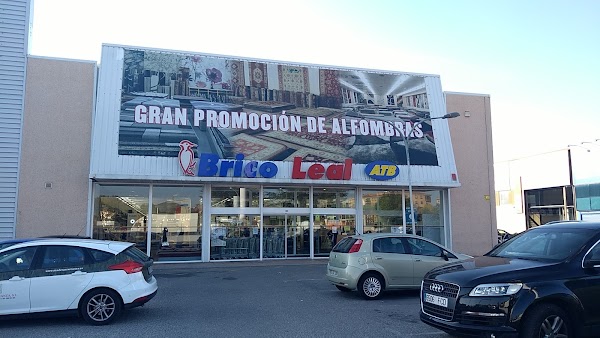 GRAN PROMOCIÓN DE ALFOMBRAS
Brico Leal ATB